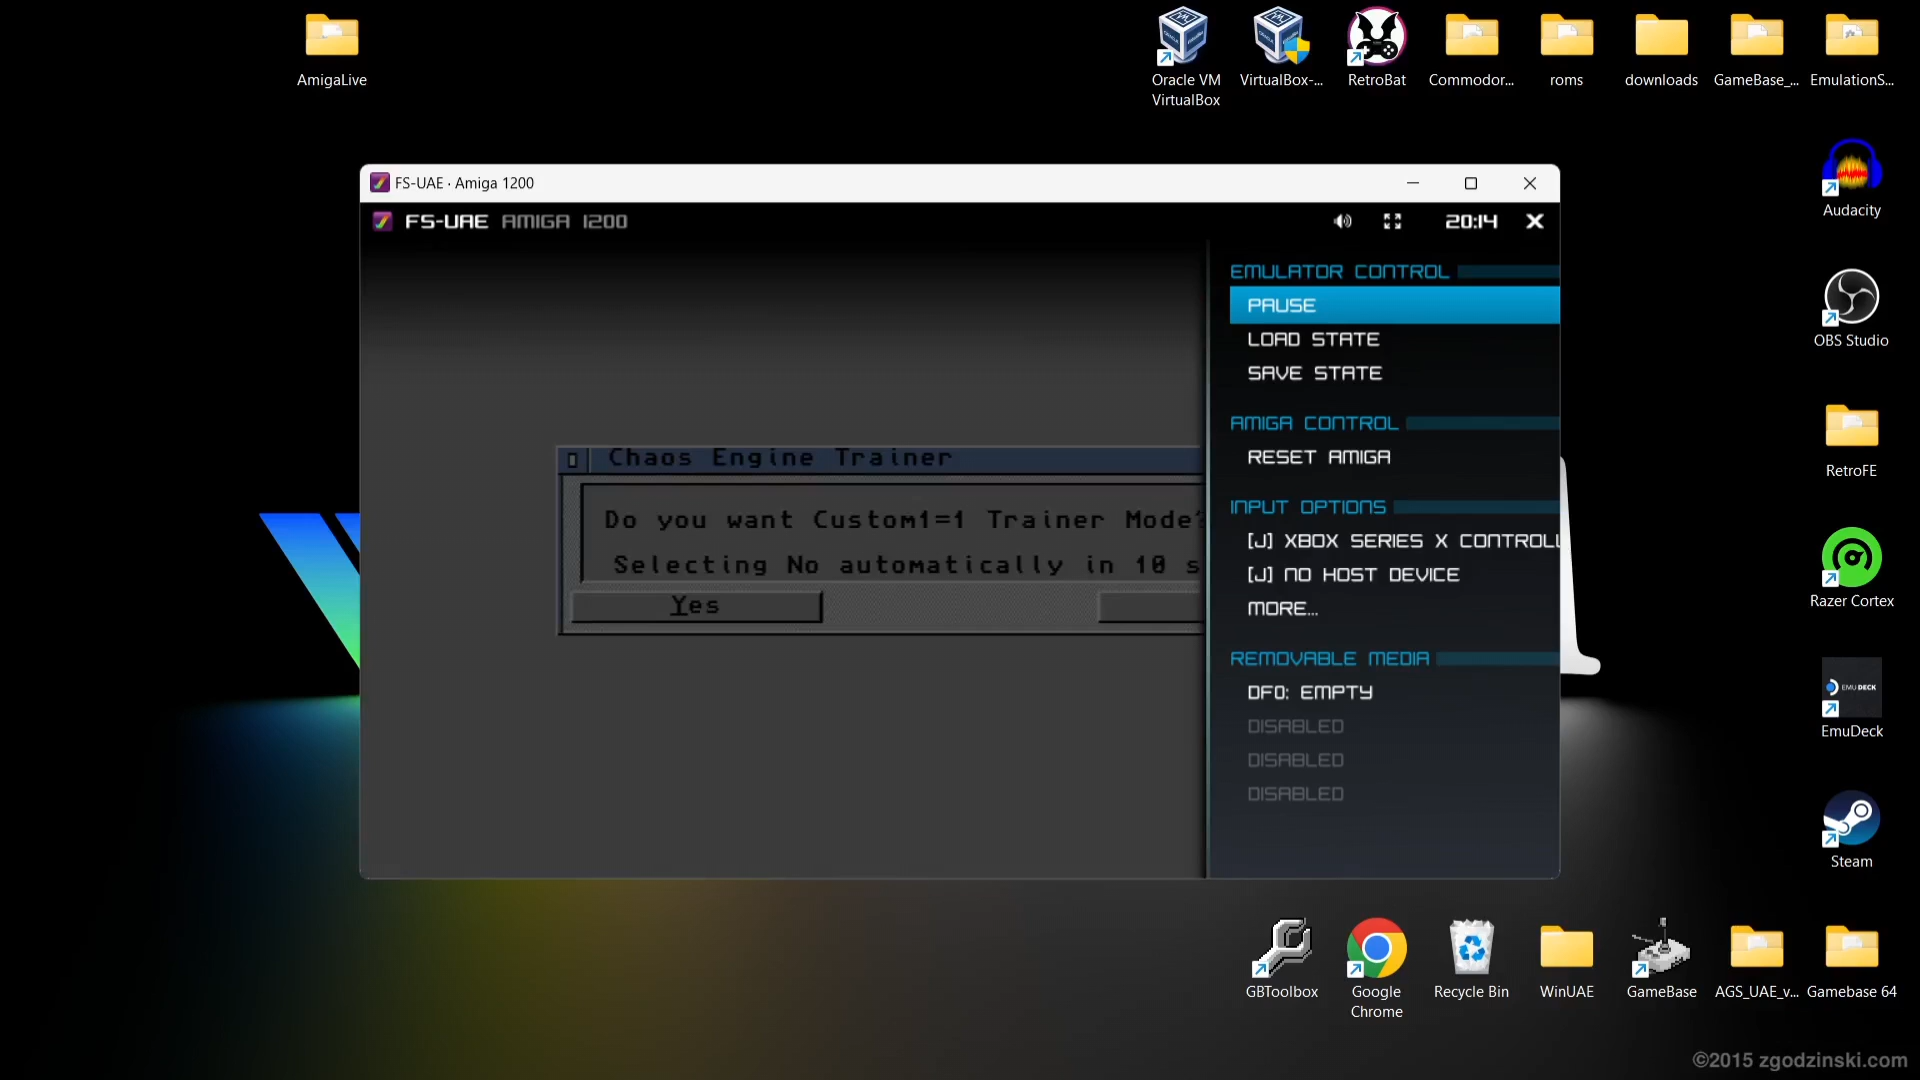 AmigaLive
Oracle VM
VirtualBox
VirtualBox-...
RetroBat
Commodor...
roms
downloads
GameBase_...
EmulationS...
Audacity
OBS Studio
RetroFE
Razer Cortex
EMU DECK
EmuDeck
Steam
FS-UAE · Amiga 1200
FS-UAE AMIGA 1200
20:14
EMULATOR CONTROL
PAUSE
LOAD STATE
SAVE STATE
AMIGA CONTROL
RESET AMIGA
INPUT OPTIONS
[J] XBOX SERIES X CONTROLL
[J] NO HOST DEVICE
MORE...
REMOVABLE MEDIA
DF0: EMPTY
DISABLED
DISABLED
DISABLED
Chaos Engine Trainer
Do you want Custom1=1 Trainer Mode?
Selecting No automatically in 10 s
Yes
GBToolbox
Google
Chrome
Recycle Bin
WinUAE
GameBase
AGS_UAE_v...
Gamebase 64
©2015 zgodzinski.com